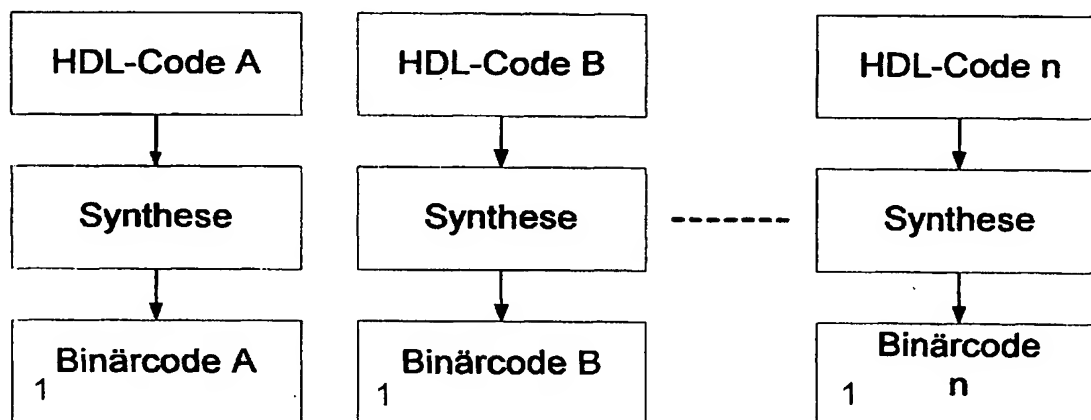 HDL-Code A
HDL-Code B
HDL-Code n
Synthese
Synthese
Synthese
Binärcode A
1
Binärcode B
1
Binärcode
n
1